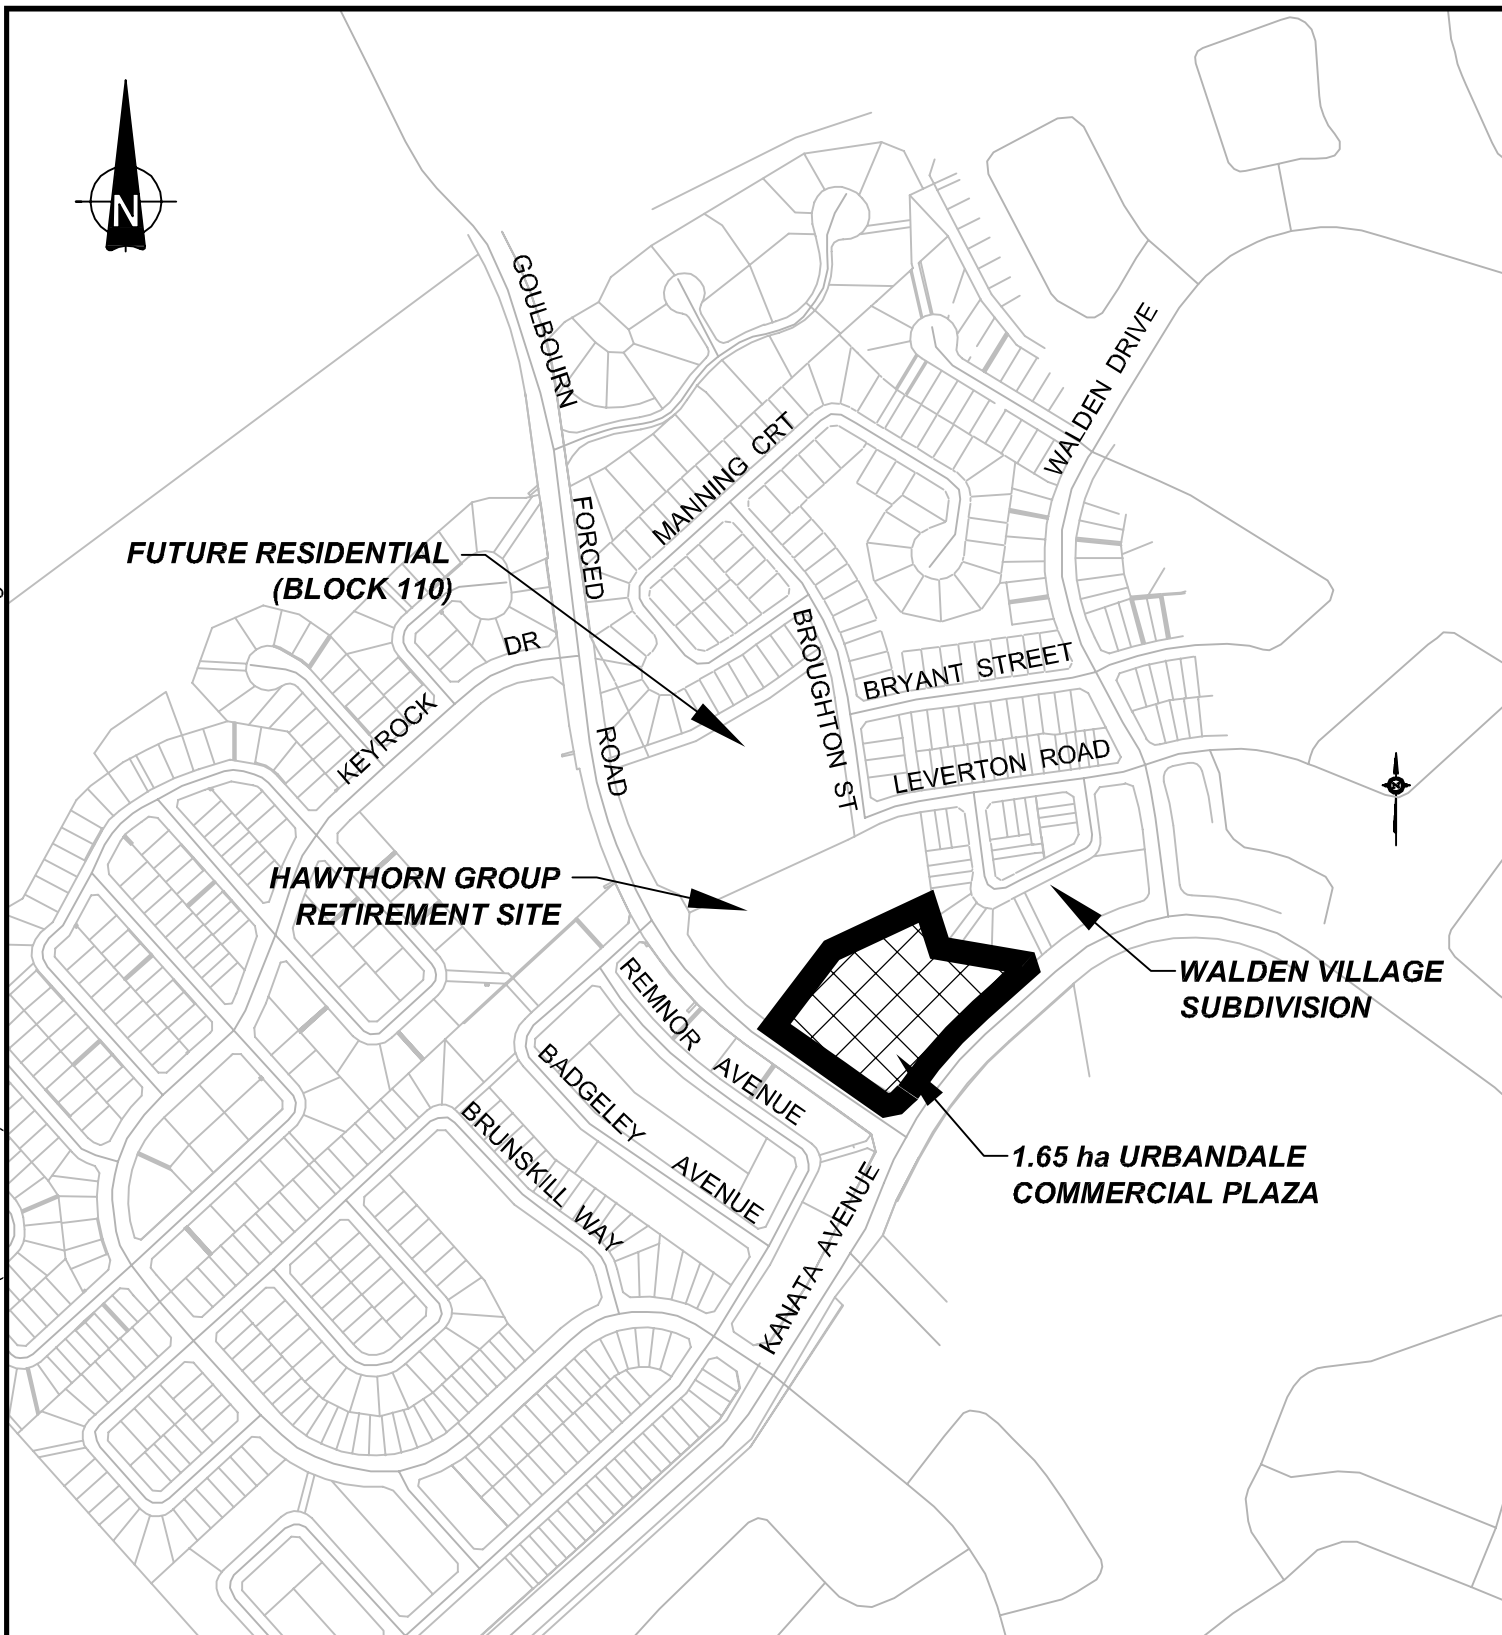 N
GOULBOURN
FORCED
ROAD
WALDEN DRIVE
MANNING CRT
FUTURE RESIDENTIAL
(BLOCK 110)
DR
KEYROCK
BROUGHTON ST
BRYANT STREET
LEVERTON ROAD
HAWTHORN GROUP
RETIREMENT SITE
WALDEN VILLAGE
SUBDIVISION
REMNOR AVENUE
BADGELEY AVENUE
BRUNSKILL WAY
1.65 ha URBANDALE
COMMERCIAL PLAZA
KANATA AVENUE